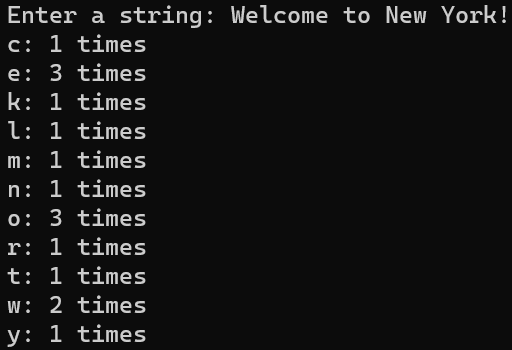 Enter a string: Welcome to New York!
c: 1 times
e: 3 times
k: 1 times
l: 1 times
m: 1 times
n: 1 times
o: 3 times
r: 1 times
t: 1 times
w: 2 times
y: 1 times